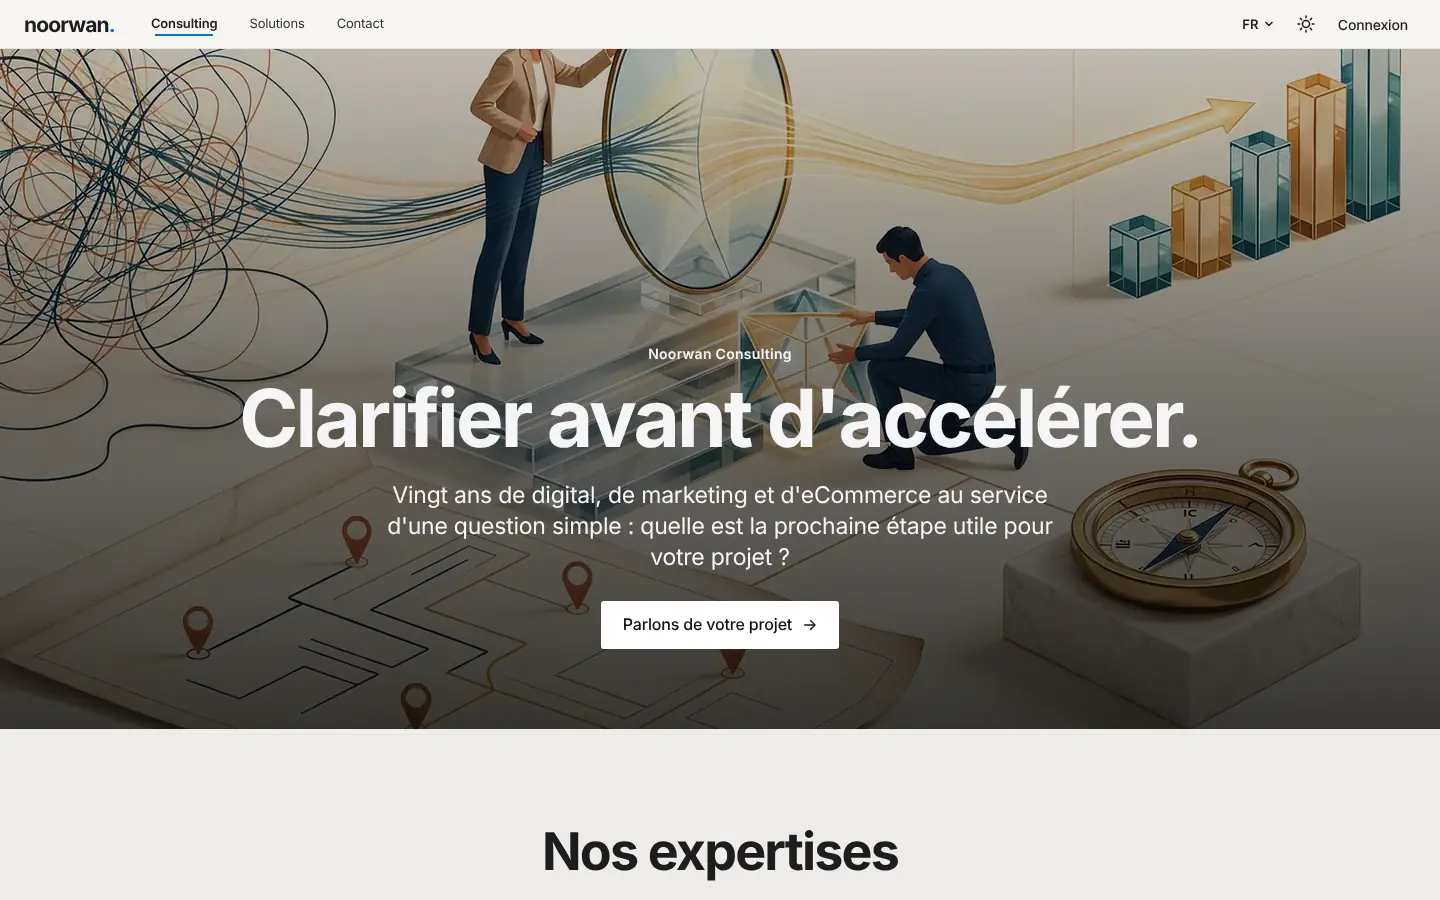 noorwan.
Consulting
Solutions
Contact
FR
Connexion
Noorwan Consulting
Clarifier avant d'accélérer.
Vingt ans de digital, de marketing et d'eCommerce au service
d'une question simple : quelle est la prochaine étape utile pour
votre projet ?
Parlons de votre projet →
Nos expertises